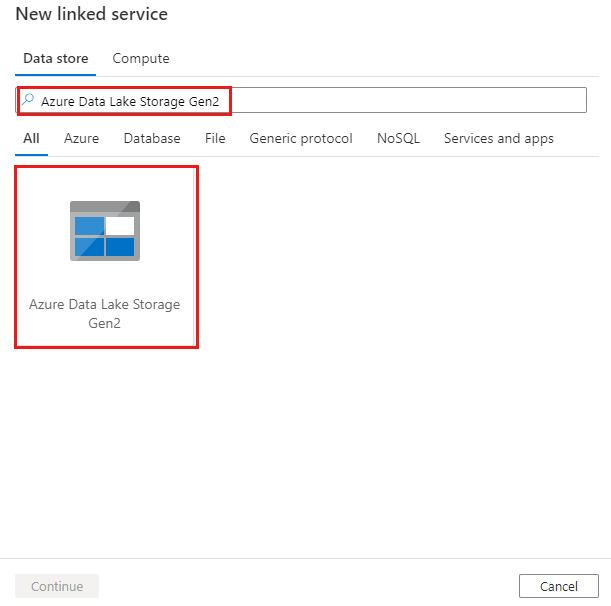 New linked service
Data store Compute
Azure Data Lake Storage Gen2
All Azure Database File Generic protocol NoSQL Services and apps
Azure Data Lake Storage
Gen2
Continue Cancel